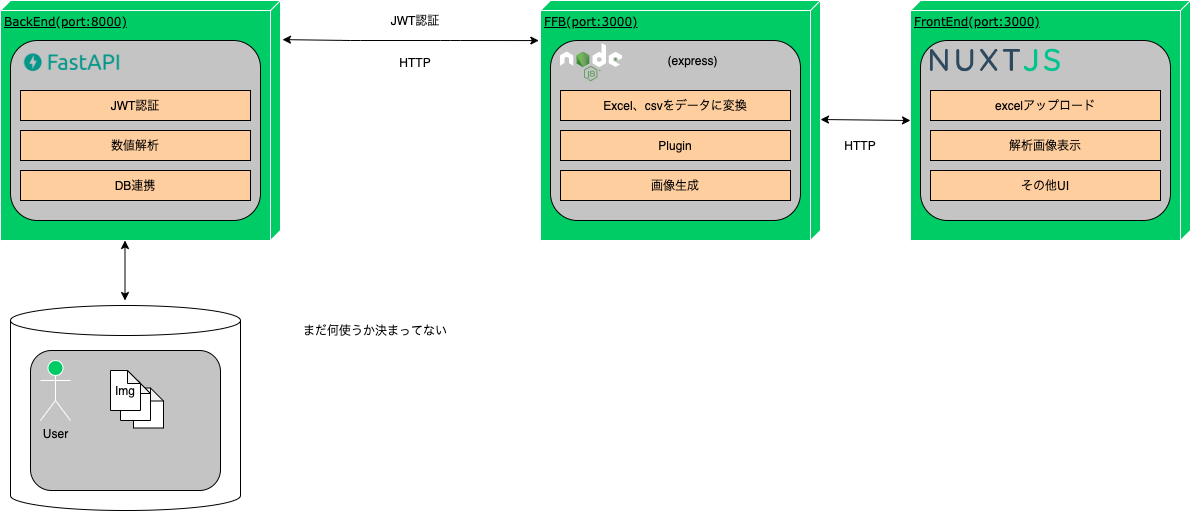 BackEnd(port:8000)
FastAPI
JWT認証
数値解析
DB連携
JWT認証
HTTP
FFB(port:3000)
node
JS
(express)
Excel、csvをデータに変換
Plugin
画像生成
HTTP
FrontEnd(port:3000)
NUXTJS
excelアップロード
解析画像表示
その他UI
まだ何使うか決まってない
Img
User